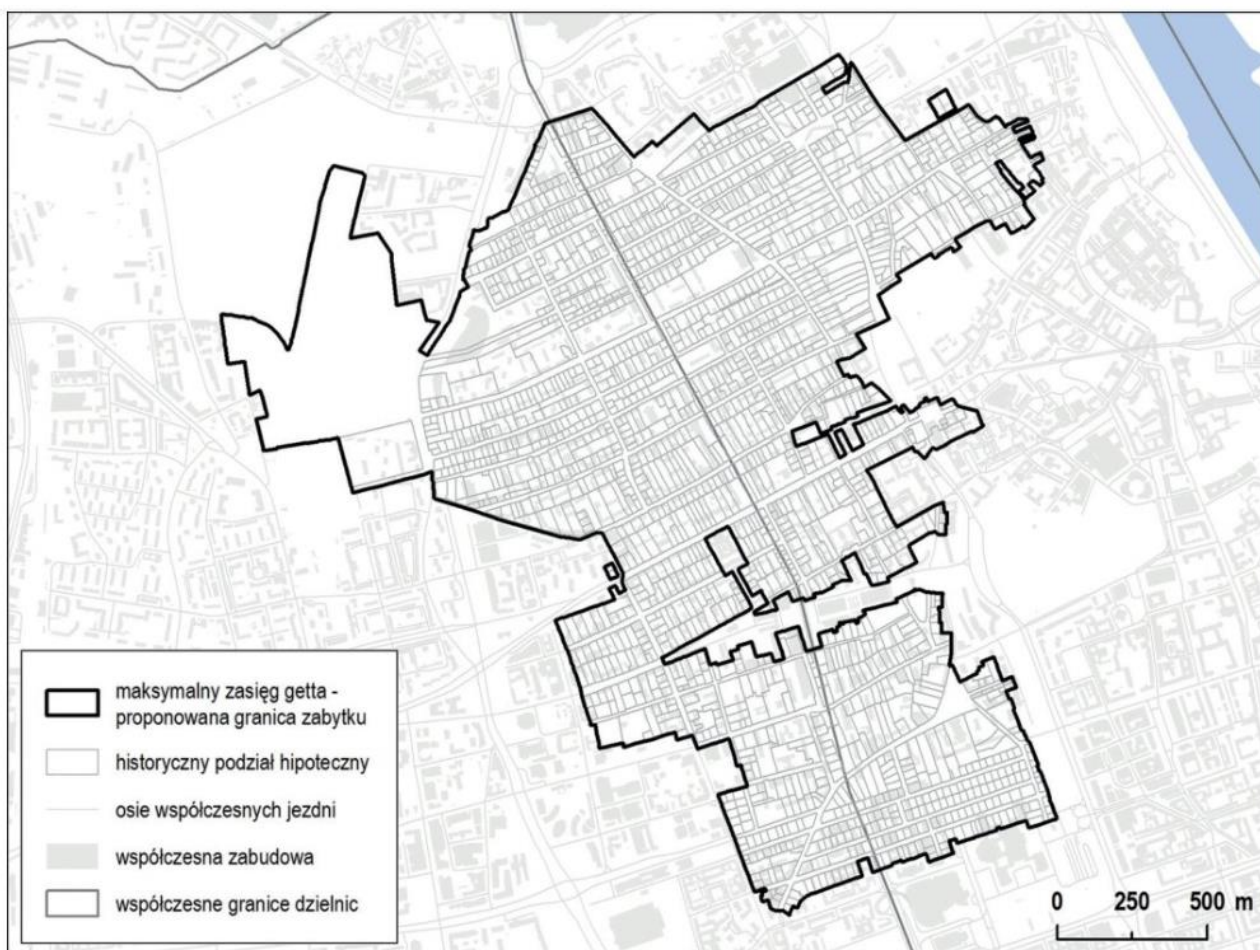 maksymalny zasięg getta -
proponowana granica zabytku
historyczny podział hipoteczny
osie współczesnych jezdni
współczesna zabudowa
współczesne granice dzielnic
0 250 500 m